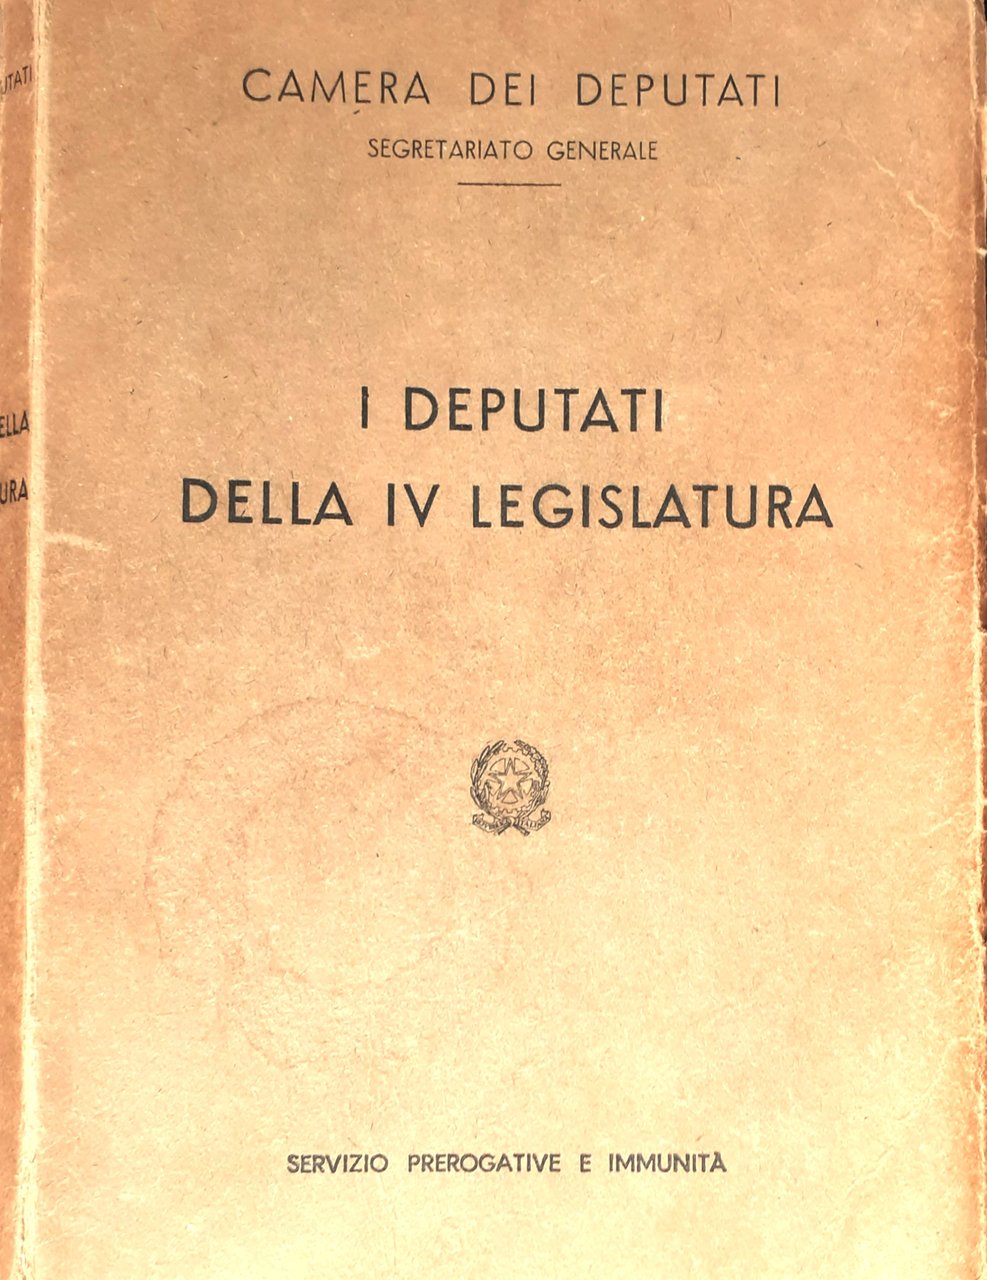 CAMERA DEI DEPUTATI
SEGRETARIATO GENERALE
I DEPUTATI
DELLA IV LEGISLATURA
SERVIZIO PREROGATIVE E IMMUNITÀ